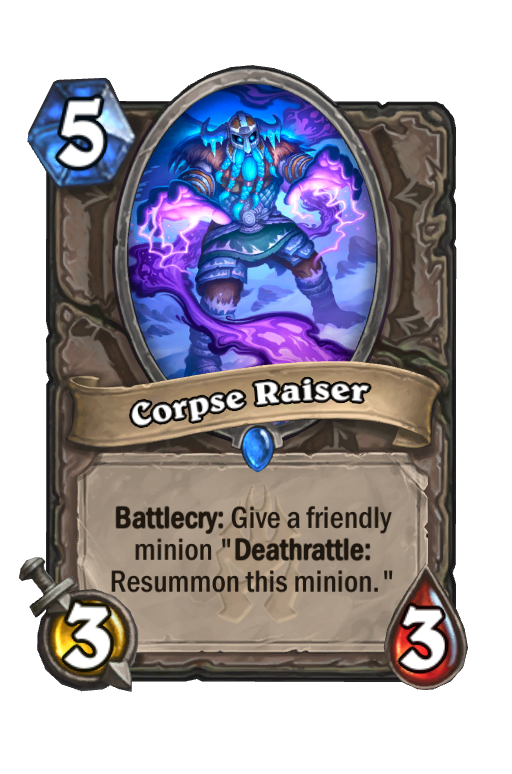 5
Corpse Raiser
Battlecry: Give a friendly
minion "Deathrattle:
Resummon this minion."
3
3